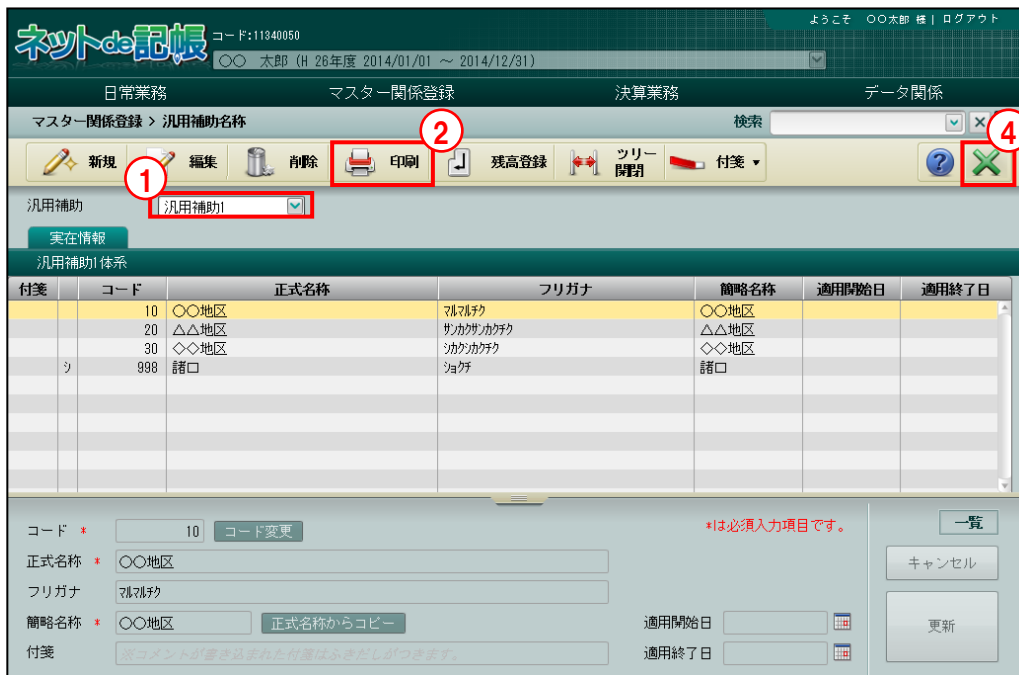 ようこそ 〇〇太郎 様 | ログアウト
ネットde記帳 コード:11340050
〇〇 太郎 (H 26年度 2014/01/01 ～ 2014/12/31)
日常業務 マスター関係登録 決算業務 データ関係
マスター関係登録 > 汎用補助名称 検索
② ④
新規 編集 削除 印刷 残高登録 ツリー開閉 付箋
①
汎用補助 汎用補助1
実在情報
汎用補助1体系
付箋 コード 正式名称 フリガナ 簡略名称 適用開始日 適用終了日
10 〇〇地区 マルマルチク 〇〇地区
20 △△地区 サンカクサンカクチク △△地区
30 ◇◇地区 シカクシカクチク ◇◇地区
シ 998 諸口 ショクチ 諸口
コード * 10 コード変更 *は必須入力項目です。 一覧
正式名称 * 〇〇地区 キャンセル
フリガナ マルマルチク
簡略名称 * 〇〇地区 正式名称からコピー 適用開始日 更新
付箋 ※コメントが書き込まれた付箋はふきだしがつきます。 適用終了日